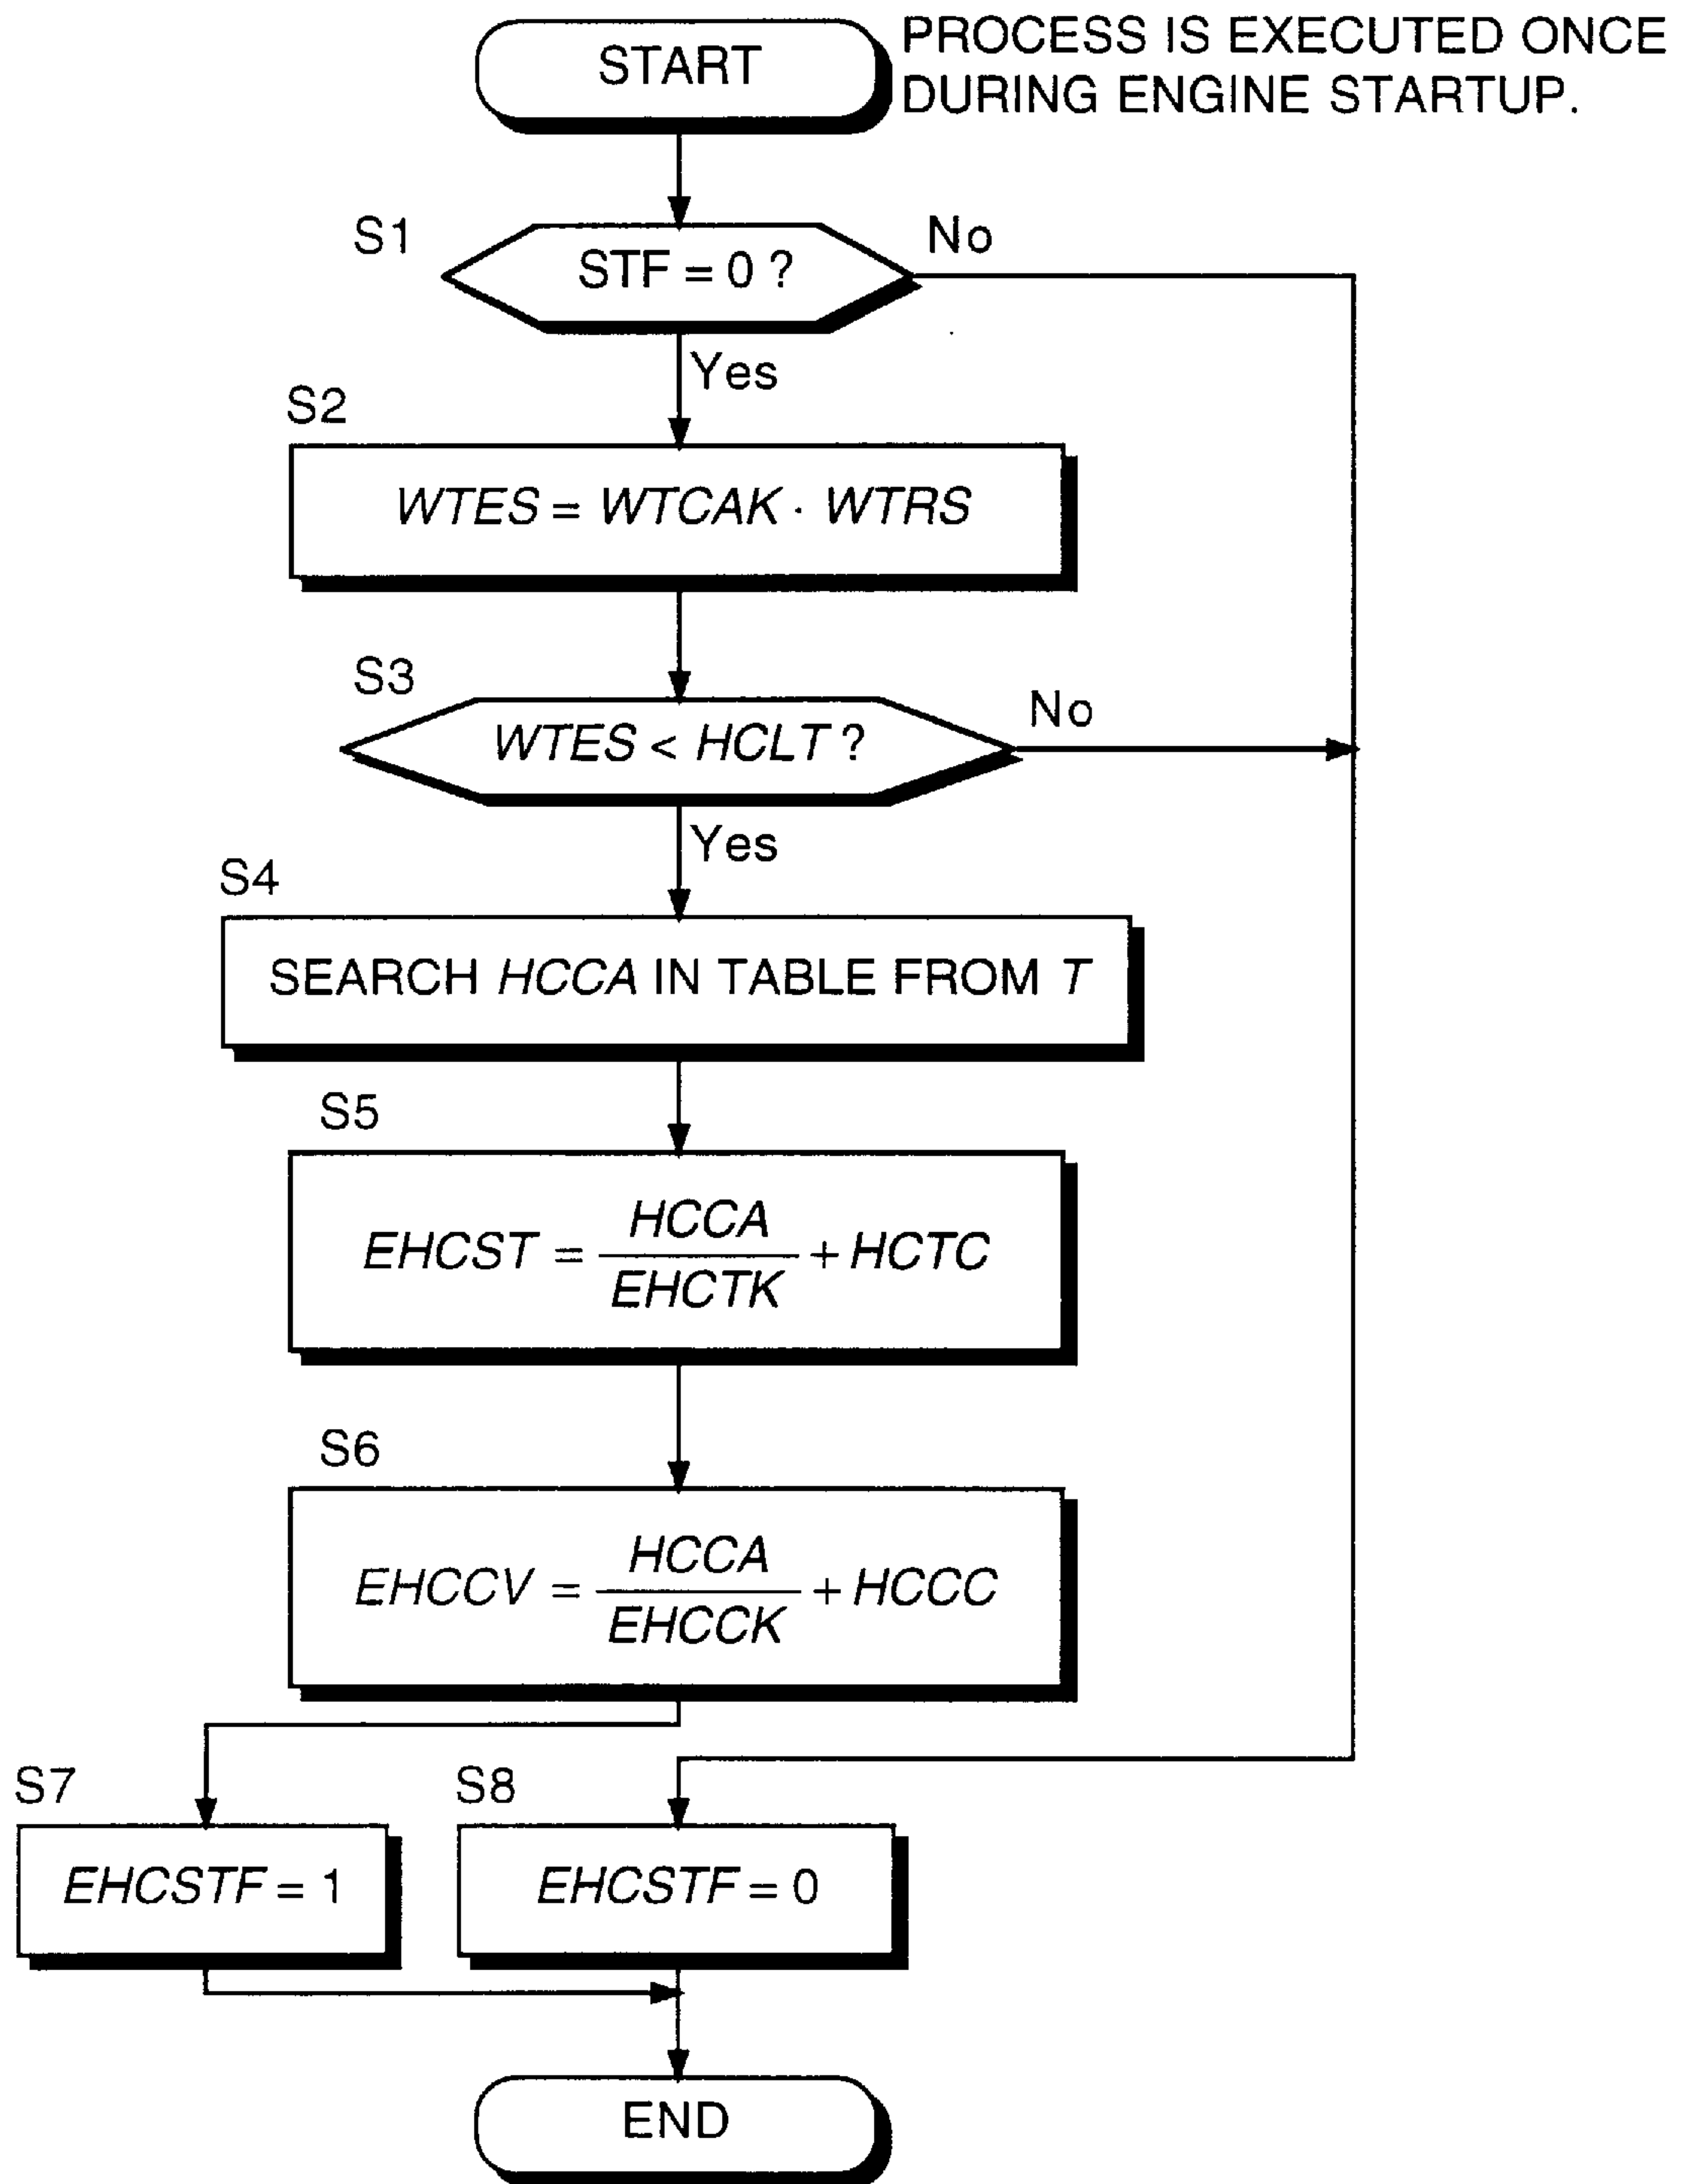 START
PROCESS IS EXECUTED ONCE
DURING ENGINE STARTUP.
S1
STF = 0 ?
No
Yes
S2
WTES = WTCAK · WTRS
S3
WTES < HCLT ?
No
Yes
S4
SEARCH HCCA IN TABLE FROM T
S5
EHCST = HCCA / EHCTK + HCTC
S6
EHCCV = HCCA / EHCCK + HCCC
S7
EHCSTF = 1
S8
EHCSTF = 0
END